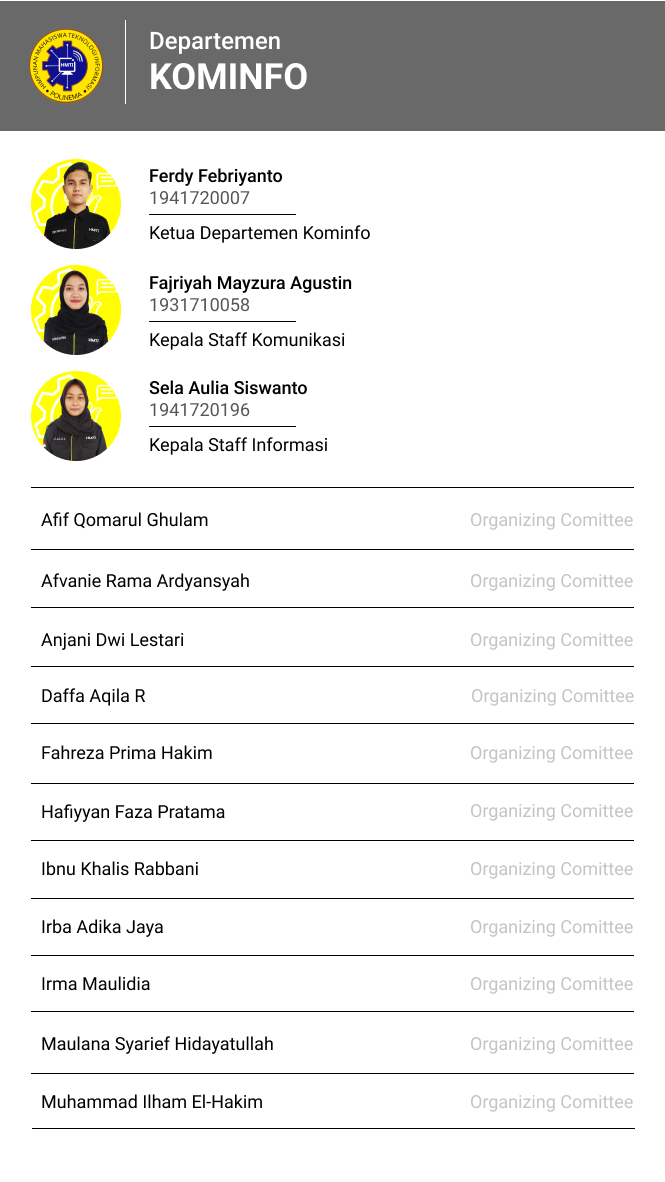 HIMPUNAN MAHASISWA TEKNOLOGI INFORMASI
HMTI
POLINEMA
Departemen
KOMINFO
Ferdy Febriyanto
1941720007
Ketua Departemen Kominfo
HMTI
Fajriyah Mayzura Agustin
1931710058
Kepala Staff Komunikasi
HMTI
Sela Aulia Siswanto
1941720196
Kepala Staff Informasi
HMTI
Afif Qomarul Ghulam Organizing Comittee
Afvanie Rama Ardyansyah Organizing Comittee
Anjani Dwi Lestari Organizing Comittee
Daffa Aqila R Organizing Comittee
Fahreza Prima Hakim Organizing Comittee
Hafiyyan Faza Pratama Organizing Comittee
Ibnu Khalis Rabbani Organizing Comittee
Irba Adika Jaya Organizing Comittee
Irma Maulidia Organizing Comittee
Maulana Syarief Hidayatullah Organizing Comittee
Muhammad Ilham El-Hakim Organizing Comittee